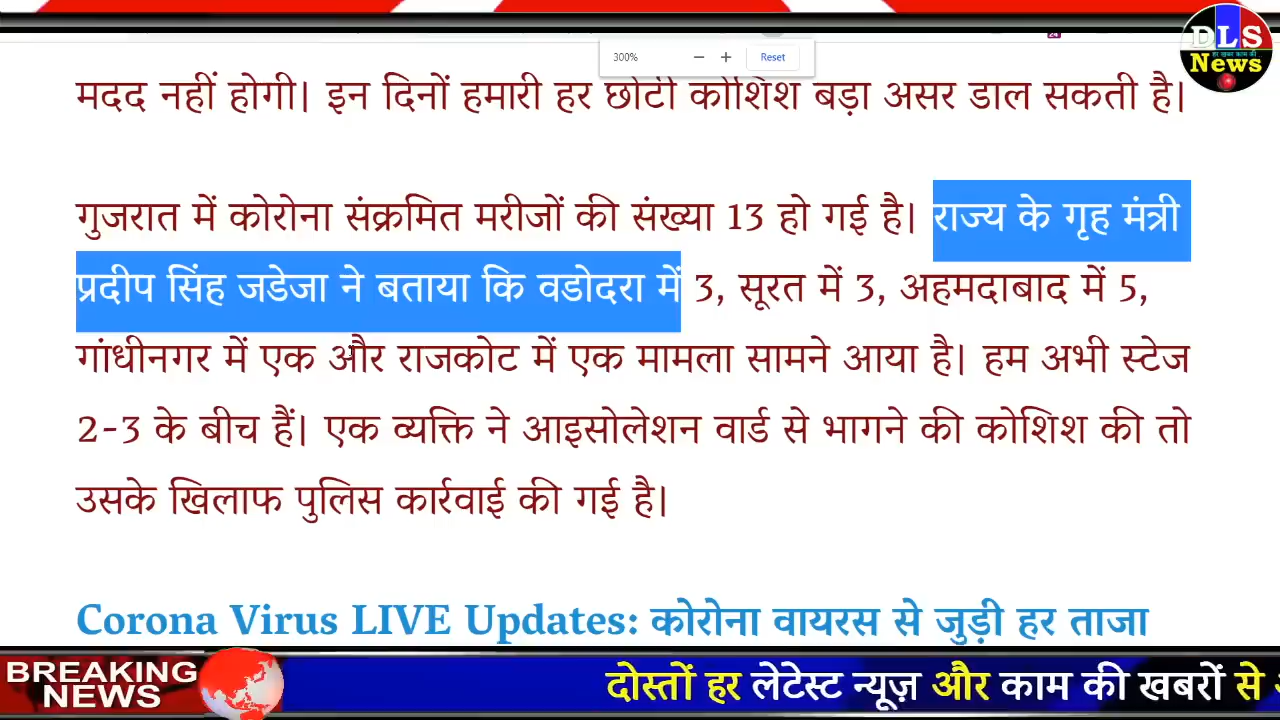 300% − + Reset
24
DLS
हर खबर काम की
News
मदद नहीं होगी। इन दिनों हमारी हर छोटी कोशिश बड़ा असर डाल सकती है।
गुजरात में कोरोना संक्रमित मरीजों की संख्या 13 हो गई है। राज्य के गृह मंत्री
प्रदीप सिंह जडेजा ने बताया कि वडोदरा में 3, सूरत में 3, अहमदाबाद में 5,
गांधीनगर में एक और राजकोट में एक मामला सामने आया है। हम अभी स्टेज
2-3 के बीच हैं। एक व्यक्ति ने आइसोलेशन वार्ड से भागने की कोशिश की तो
उसके खिलाफ पुलिस कार्रवाई की गई है।
Corona Virus LIVE Updates: कोरोना वायरस से जुड़ी हर ताजा
BREAKING
NEWS
दोस्तों हर लेटेस्ट न्यूज़ और काम की खबरों से